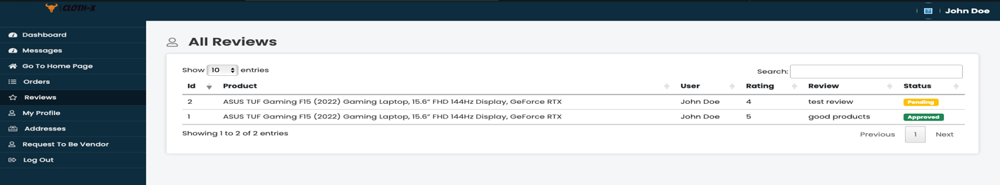 CLOTH-X
John Doe
Dashboard
Messages
Go To Home Page
Orders
Reviews
My Profile
Addresses
Request To Be Vendor
Log Out
All Reviews
Show 10 entries
Search:
Id Product User Rating Review Status
2 ASUS TUF Gaming F15 (2022) Gaming Laptop, 15.6” FHD 144Hz Display, GeForce RTX John Doe 4 test review Pending
1 ASUS TUF Gaming F15 (2022) Gaming Laptop, 15.6” FHD 144Hz Display, GeForce RTX John Doe 5 good products Approved
Showing 1 to 2 of 2 entries
Previous 1 Next